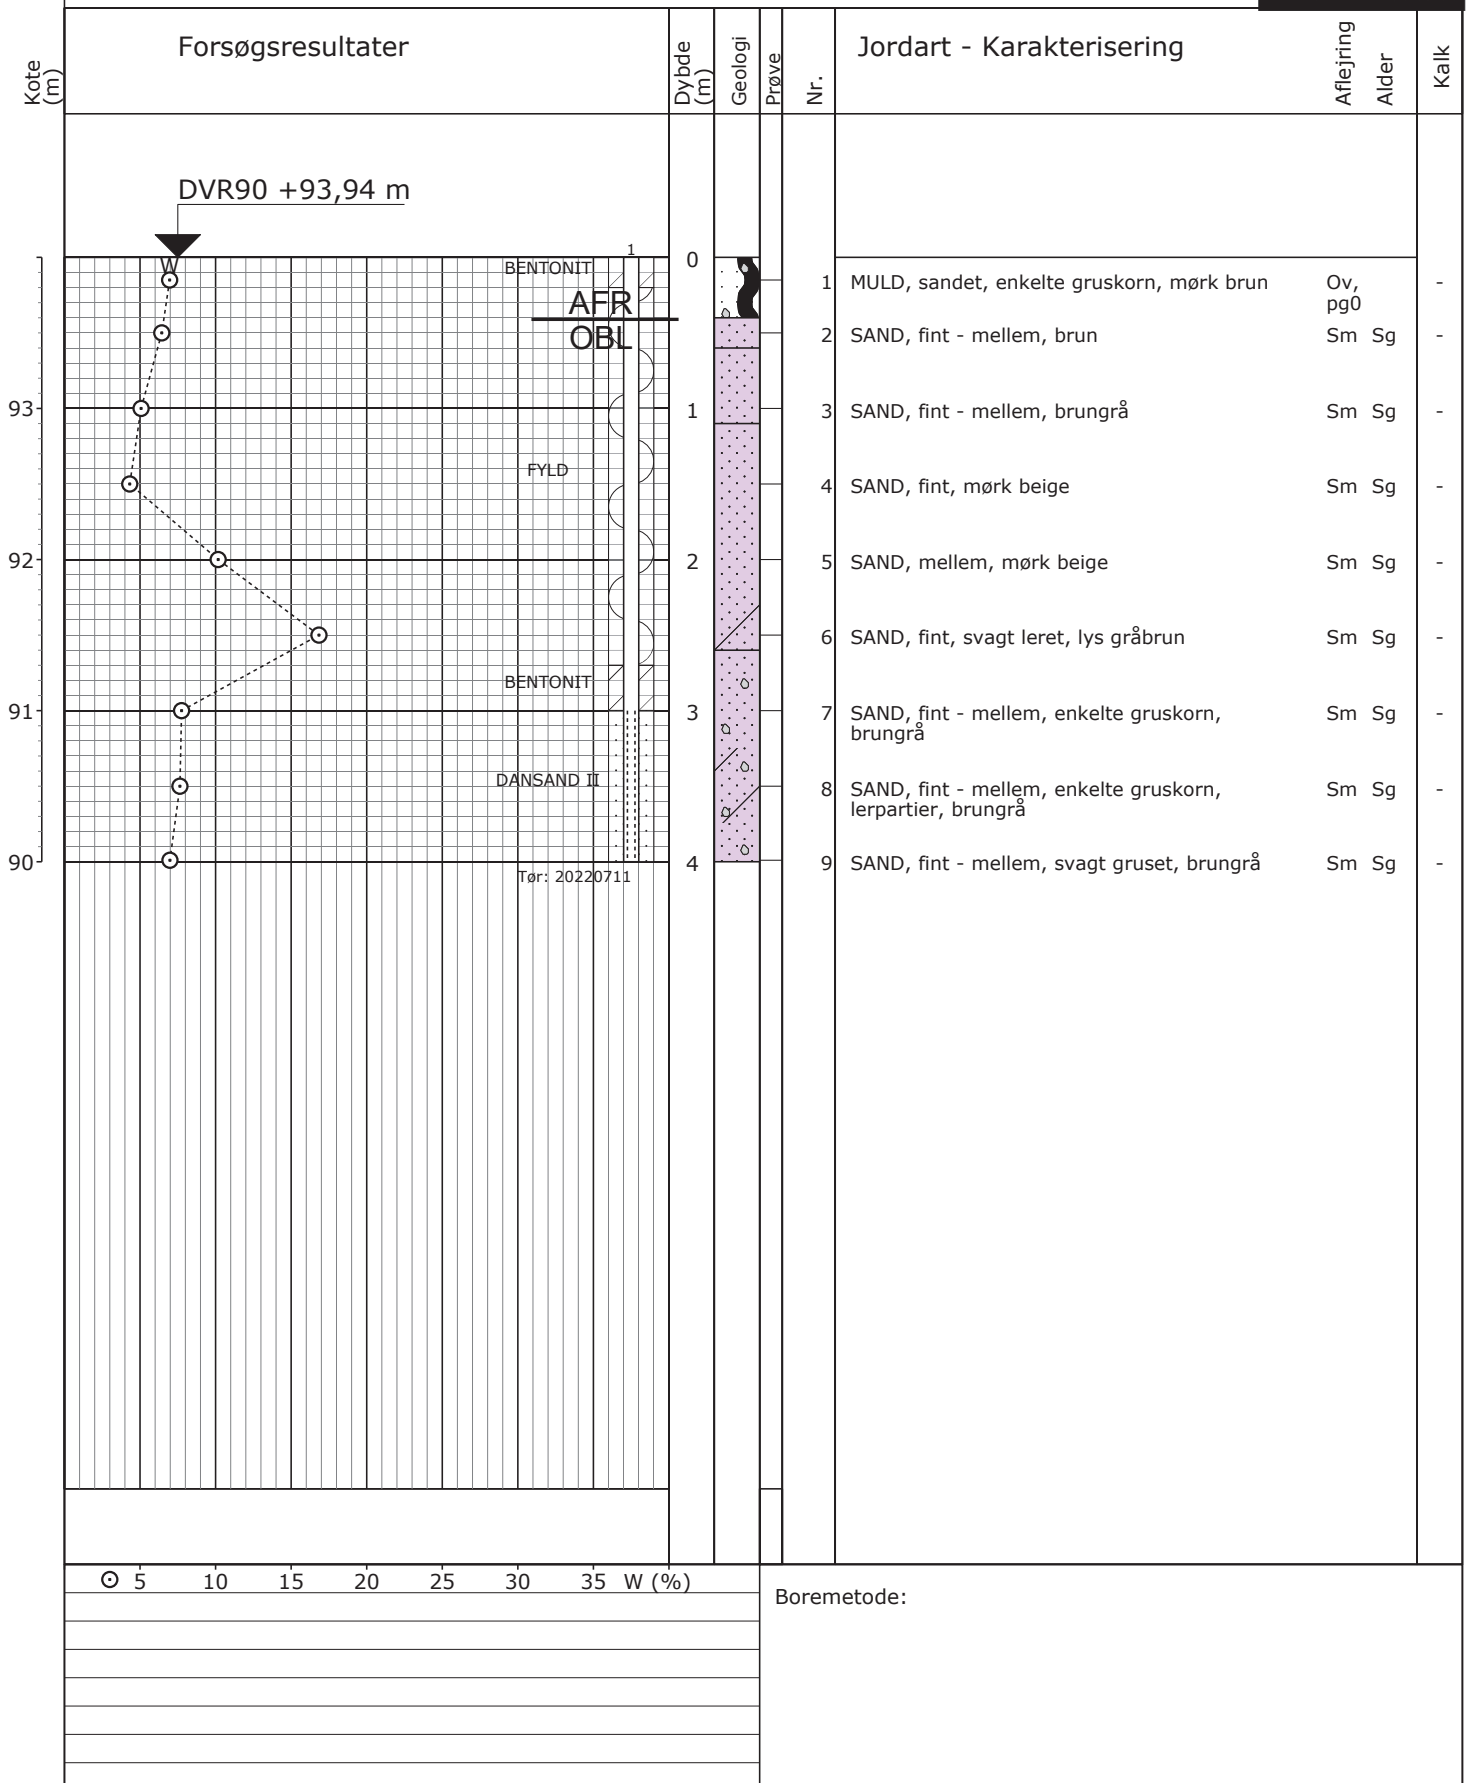 Forsøgsresultater
Kote (m)
Dybde (m)
Geologi
Prøve
Nr.
Jordart - Karakterisering
Aflejring
Alder
Kalk
DVR90 +93,94 m
W
1
BENTONIT
0
AFR
OBL
1 MULD, sandet, enkelte gruskorn, mørk brun Ov, -
pg0
2 SAND, fint - mellem, brun Sm Sg -
93 1
3 SAND, fint - mellem, brungrå Sm Sg -
FYLD
4 SAND, fint, mørk beige Sm Sg -
92 2
5 SAND, mellem, mørk beige Sm Sg -
6 SAND, fint, svagt leret, lys gråbrun Sm Sg -
BENTONIT
91 3
7 SAND, fint - mellem, enkelte gruskorn, Sm Sg -
brungrå
DANSAND II
8 SAND, fint - mellem, enkelte gruskorn, Sm Sg -
lerpartier, brungrå
90 4
9 SAND, fint - mellem, svagt gruset, brungrå Sm Sg -
Tør: 20220711
5 10 15 20 25 30 35 W (%)
Boremetode: